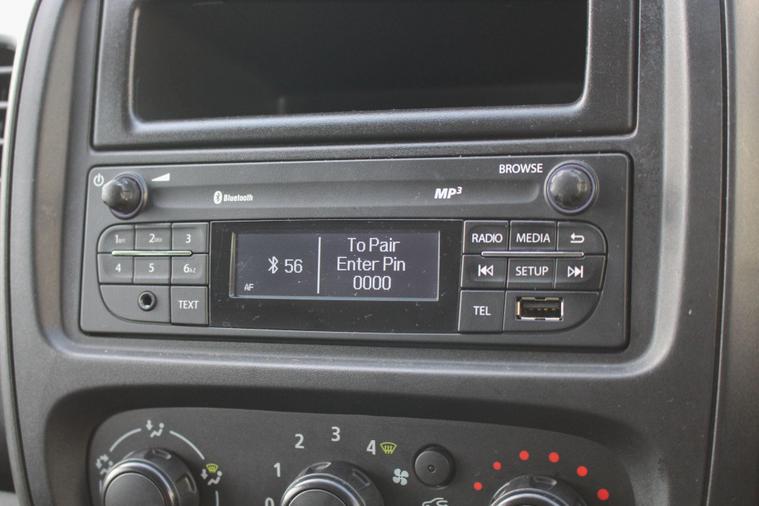 BROWSE
Bluetooth
MP3
1 2 3
RADIO MEDIA
To Pair
56
Enter Pin
4 5 6
SETUP
0000
AF
TEXT
TEL
2 3 4
1
0